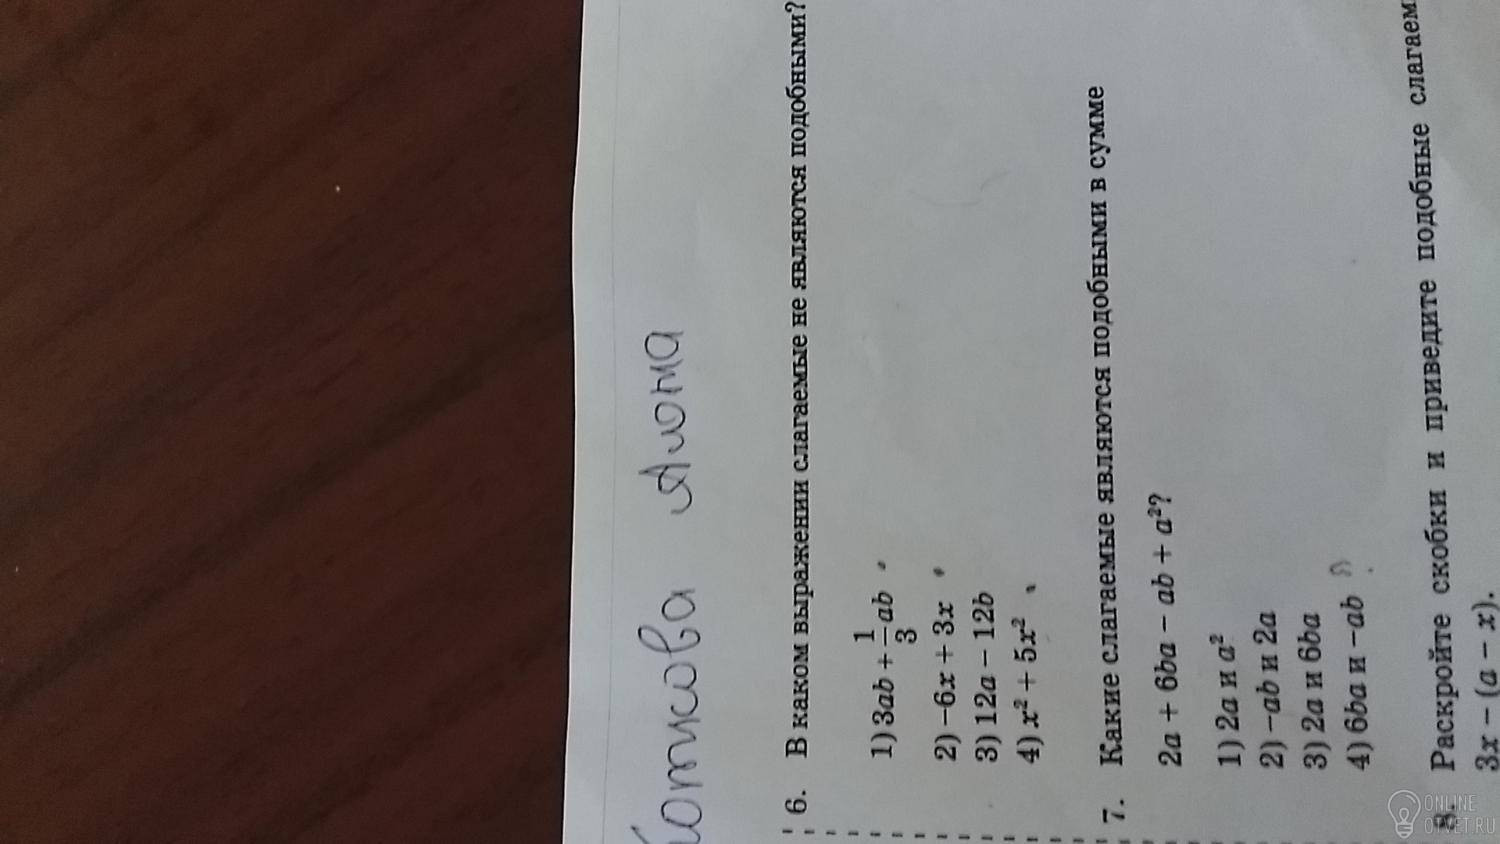 Алёна
6. В каком выражении слагаемые не являются подобными?
1) 3ab + 1/3 ab
2) −6x + 3x
3) 12a − 12b
4) x² + 5x²
7. Какие слагаемые являются подобными в сумме
2a + 6ba − ab + a²?
1) 2a и a²
2) −ab и 2a
3) 2a и 6ba
4) 6ba и −ab
8. Раскройте скобки и приведите подобные слагаем
3x − (a − x).
ONLINE
OTVET.RU